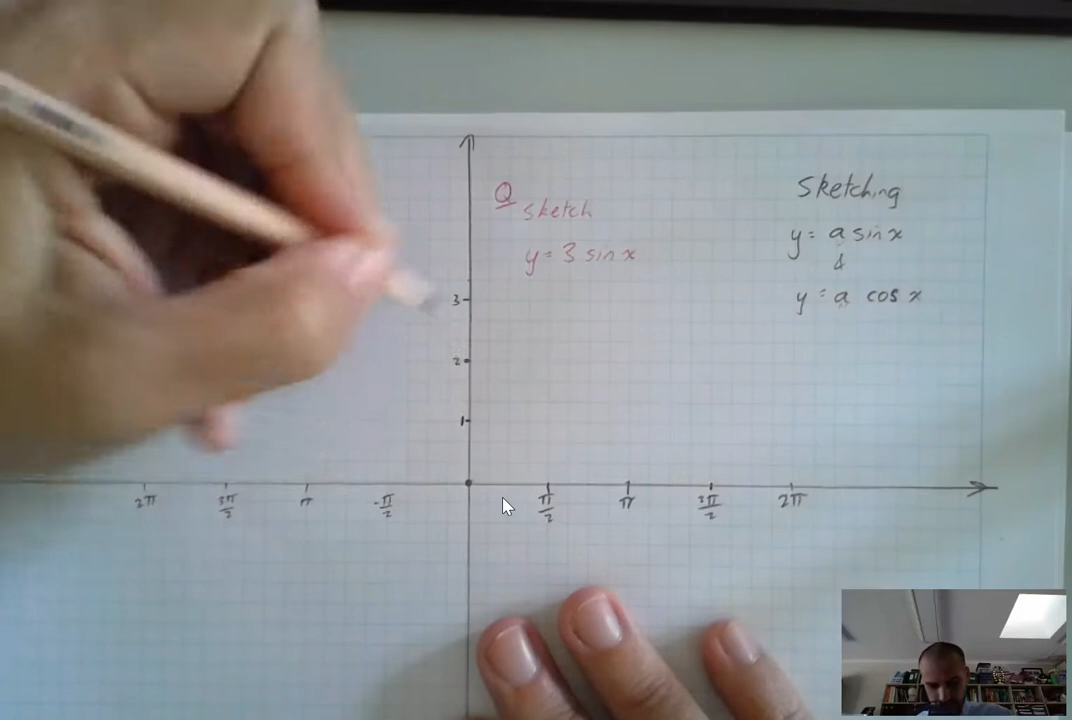 Q sketch
y = 3 sin x
Sketching
y = a sin x
&
y = a cos x
3
2
1
2π
3π/2
π
-π/2
π/2
π
3π/2
2π